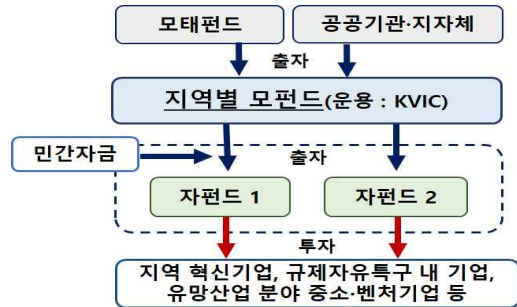 모태펀드
공공기관·지자체
출자
지역별 모펀드(운용 : KVIC)
민간자금
출자
자펀드 1
자펀드 2
투자
지역 혁신기업, 규제자유특구 내 기업,
유망산업 분야 중소·벤처기업 등